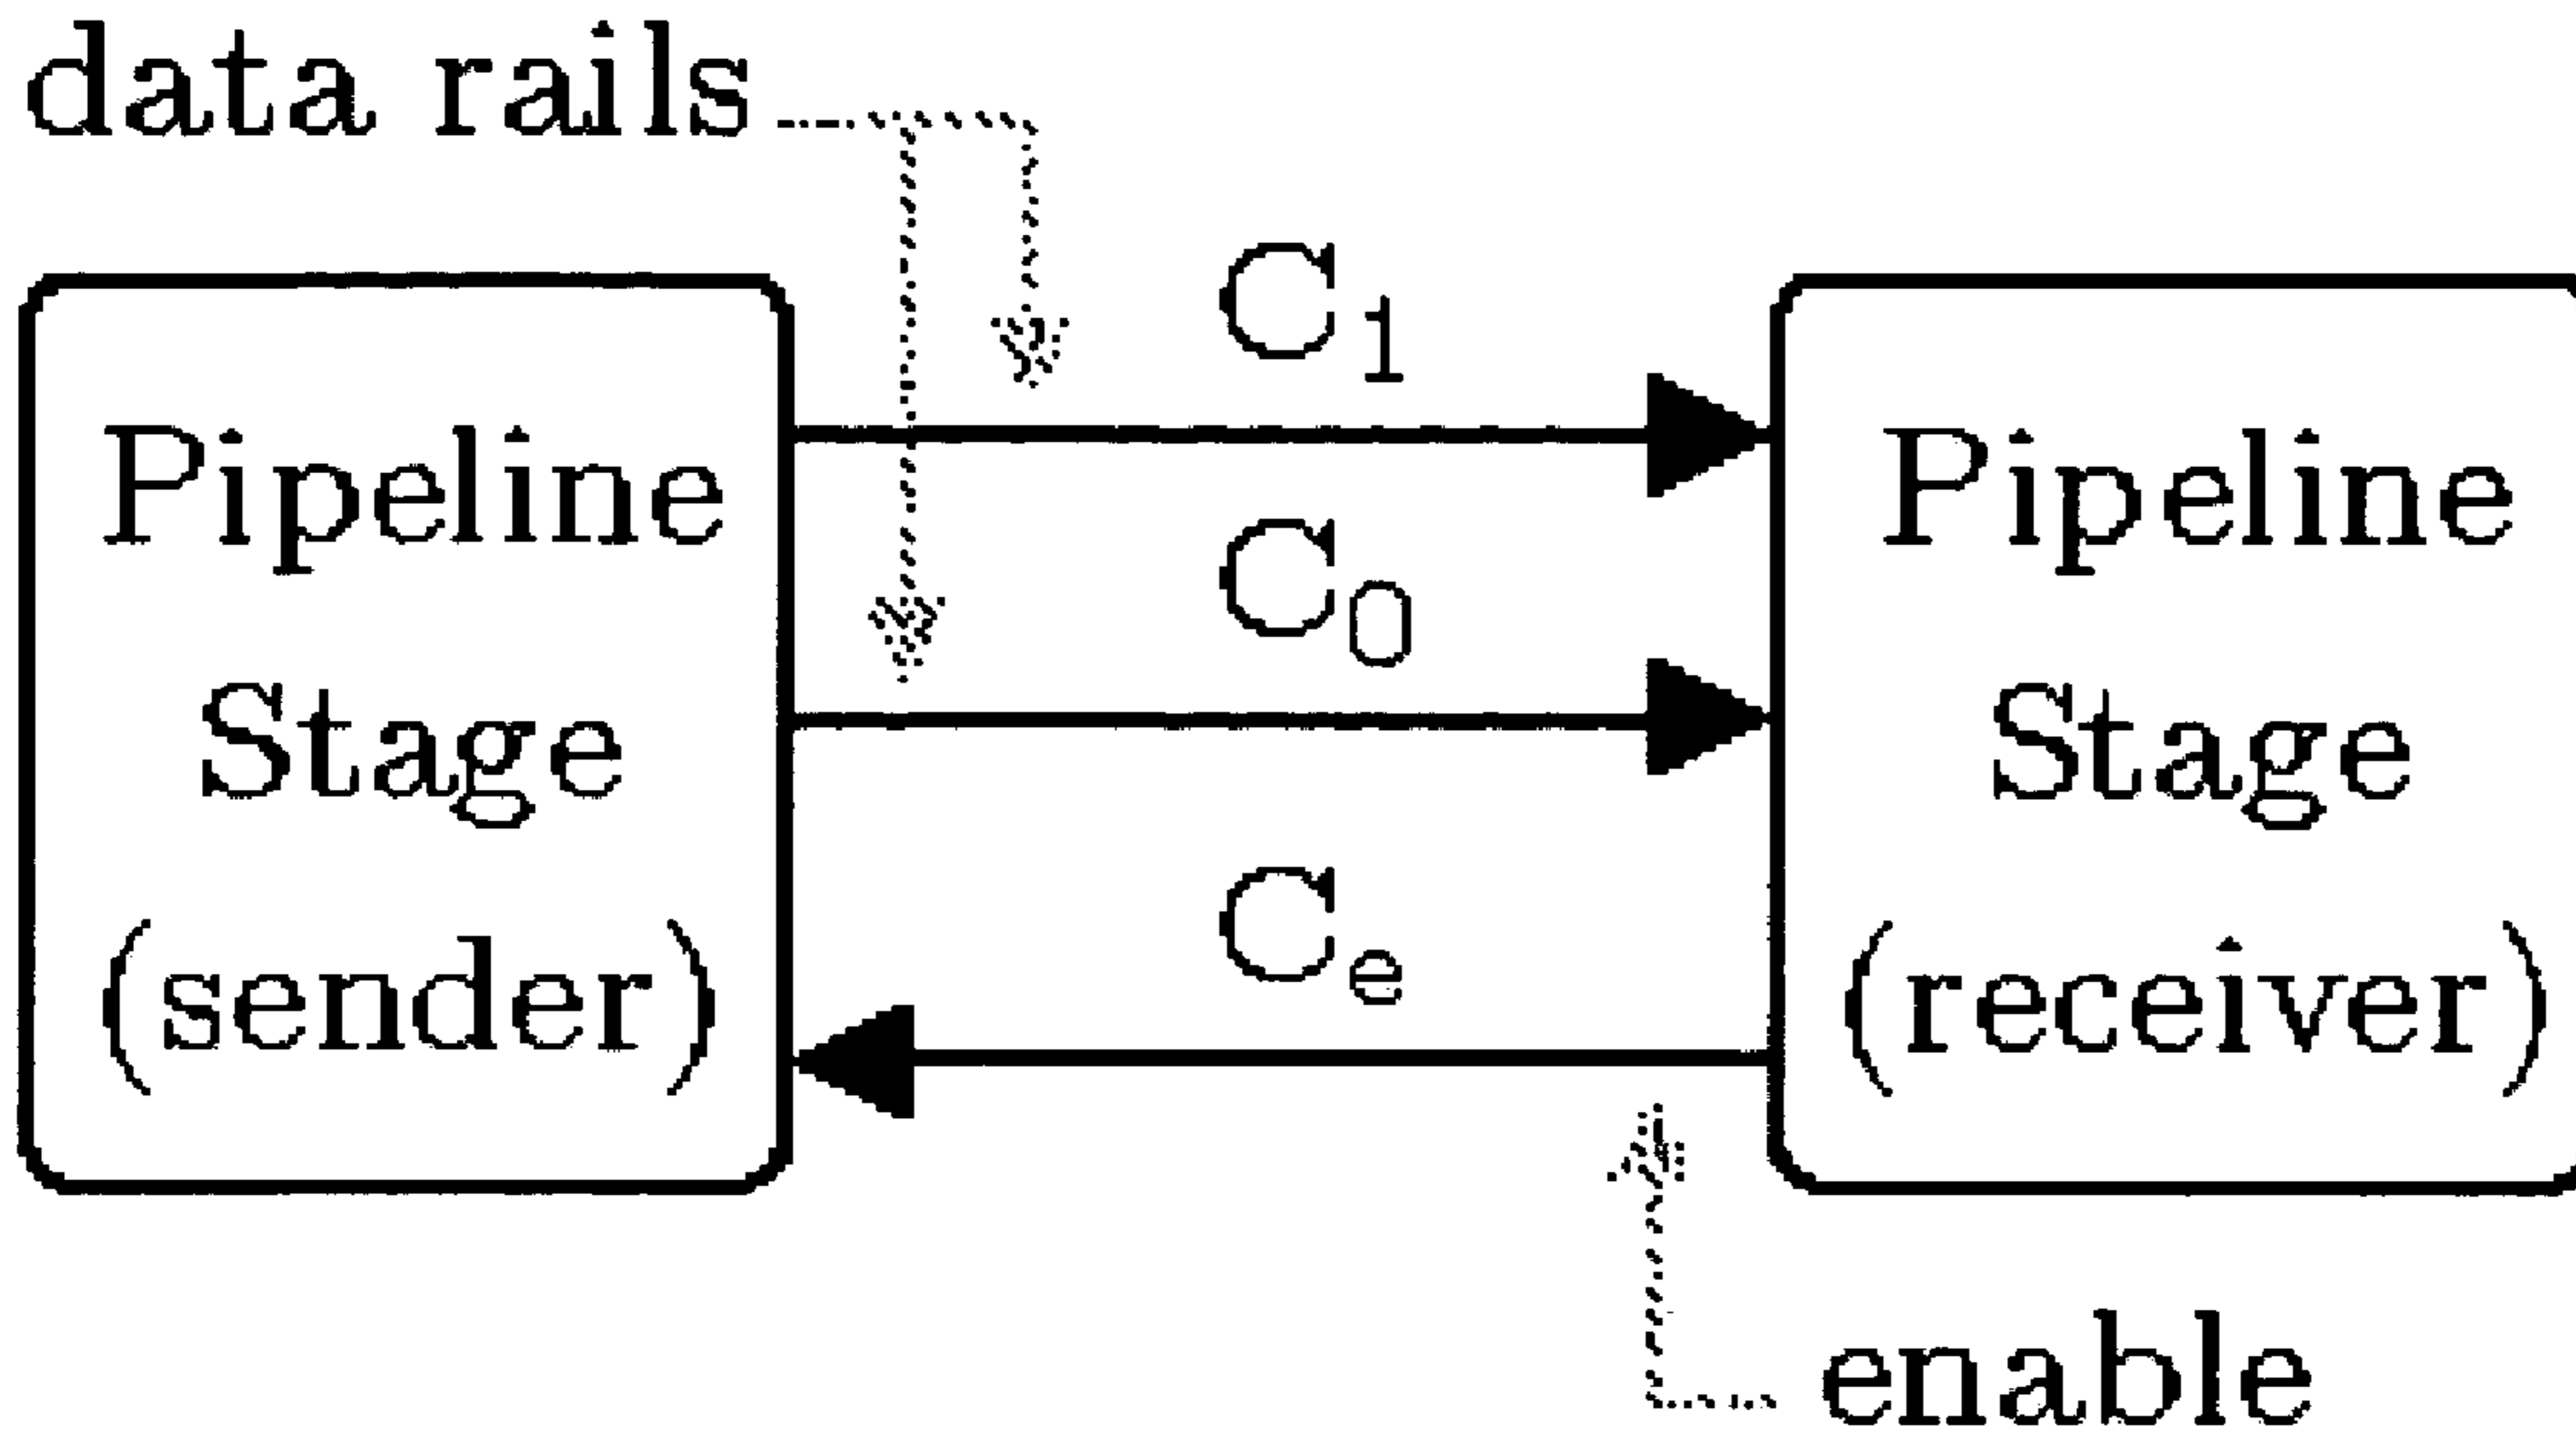 data rails
C₁
Pipeline
Stage
(sender)
C₀
Cₑ
Pipeline
Stage
(receiver)
enable